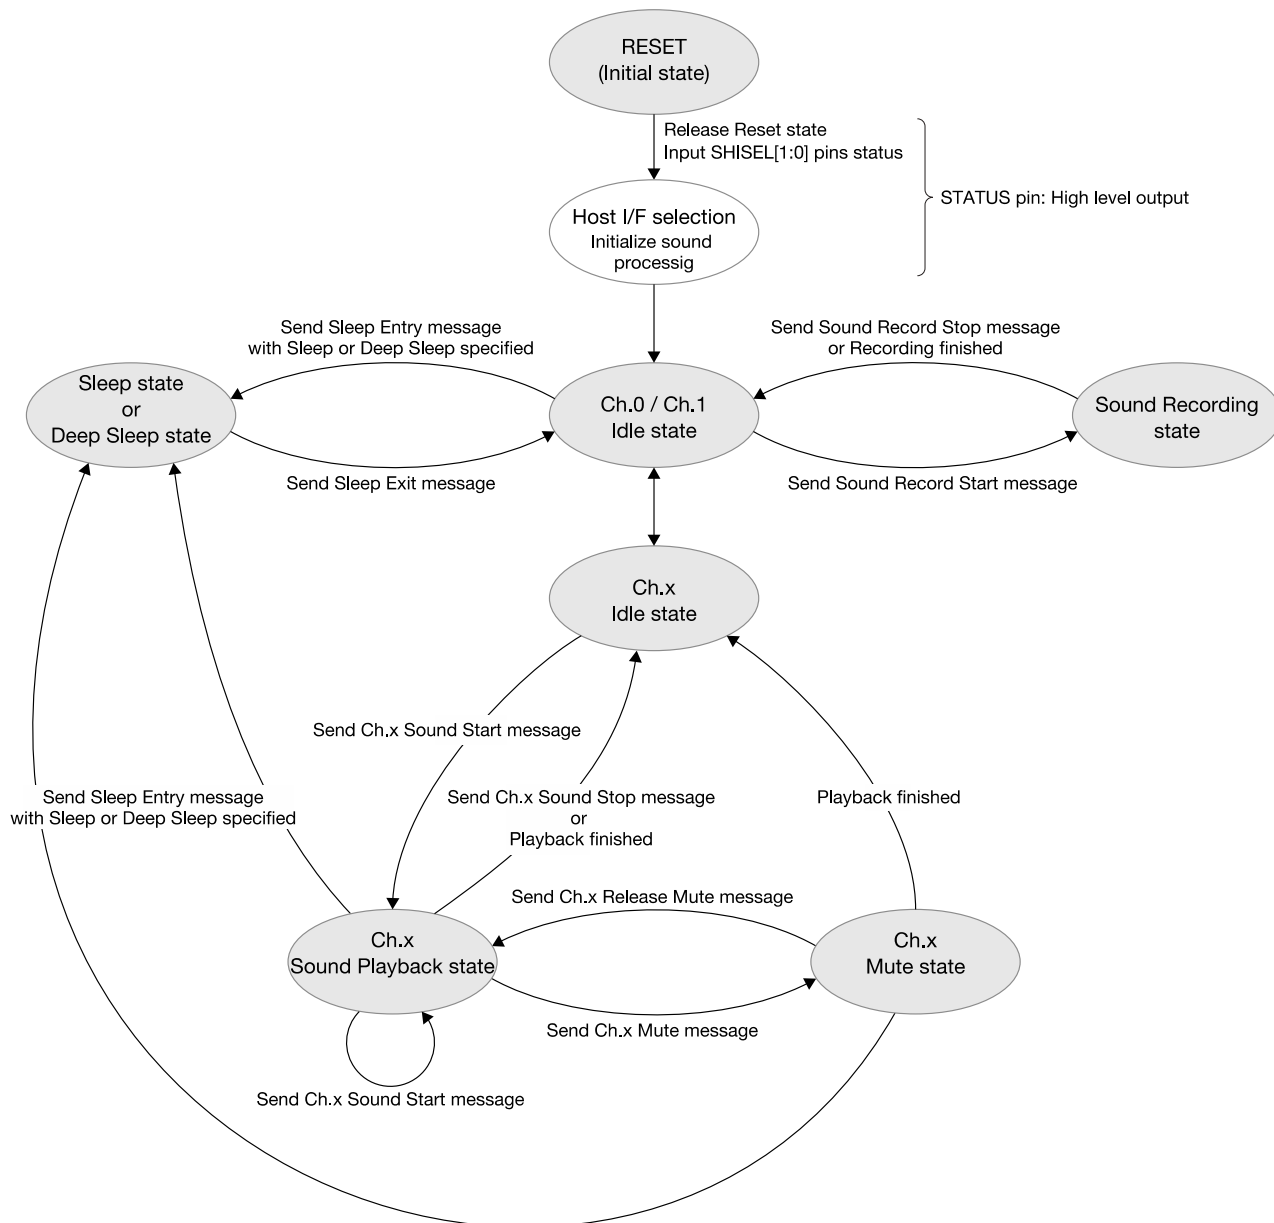 RESET
(Initial state)
Release Reset state
Input SHISEL[1:0] pins status
STATUS pin: High level output
Host I/F selection
Initialize sound
processig
Send Sleep Entry message
with Sleep or Deep Sleep specified
Send Sound Record Stop message
or Recording finished
Sleep state
or
Deep Sleep state
Ch.0 / Ch.1
Idle state
Sound Recording
state
Send Sleep Exit message
Send Sound Record Start message
Ch.x
Idle state
Send Ch.x Sound Start message
Send Sleep Entry message
with Sleep or Deep Sleep specified
Send Ch.x Sound Stop message
or
Playback finished
Playback finished
Send Ch.x Release Mute message
Ch.x
Sound Playback state
Ch.x
Mute state
Send Ch.x Mute message
Send Ch.x Sound Start message